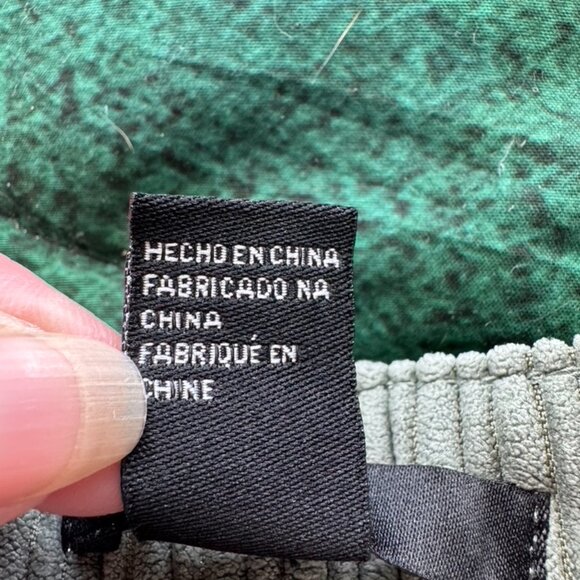 HECHO EN CHINA
FABRICADO NA
CHINA
FABRIQUÉ EN
CHINE